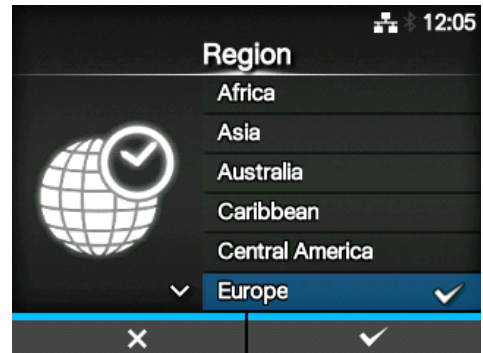 12:05
Region
Africa
Asia
Australia
Caribbean
Central America
Europe